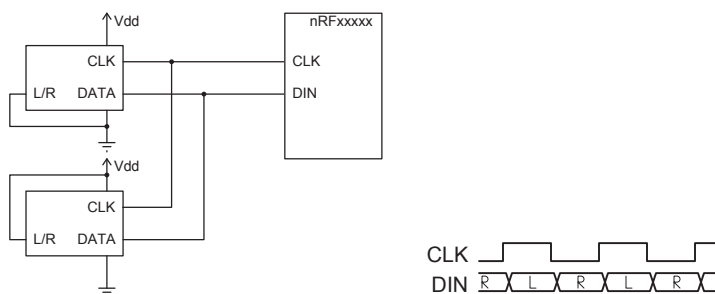 Vdd
nRFxxxxx
CLK
CLK
L/R
DATA
DIN
Vdd
CLK
L/R
DATA
CLK
DIN
R L R L R